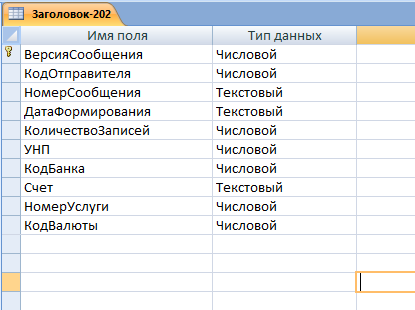 Заголовок-202
Имя поля Тип данных
ВерсияСообщения Числовой
КодОтправителя Числовой
НомерСообщения Текстовый
ДатаФормирования Текстовый
КоличествоЗаписей Числовой
УНП Числовой
КодБанка Числовой
Счет Текстовый
НомерУслуги Числовой
КодВалюты Числовой